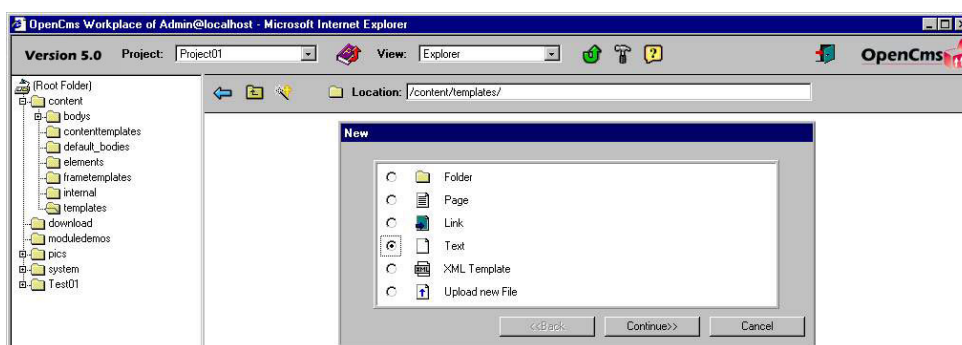 OpenCms Workplace of Admin@localhost - Microsoft Internet Explorer
Version 5.0 Project: Project01 View: Explorer OpenCms
(Root Folder)
content
bodys
contenttemplates
default_bodies
elements
frametemplates
internal
templates
download
moduledemos
pics
system
Test01
Location: /content/templates/
New
Folder
Page
Link
Text
XML Template
Upload new File
<<Back Continue>> Cancel